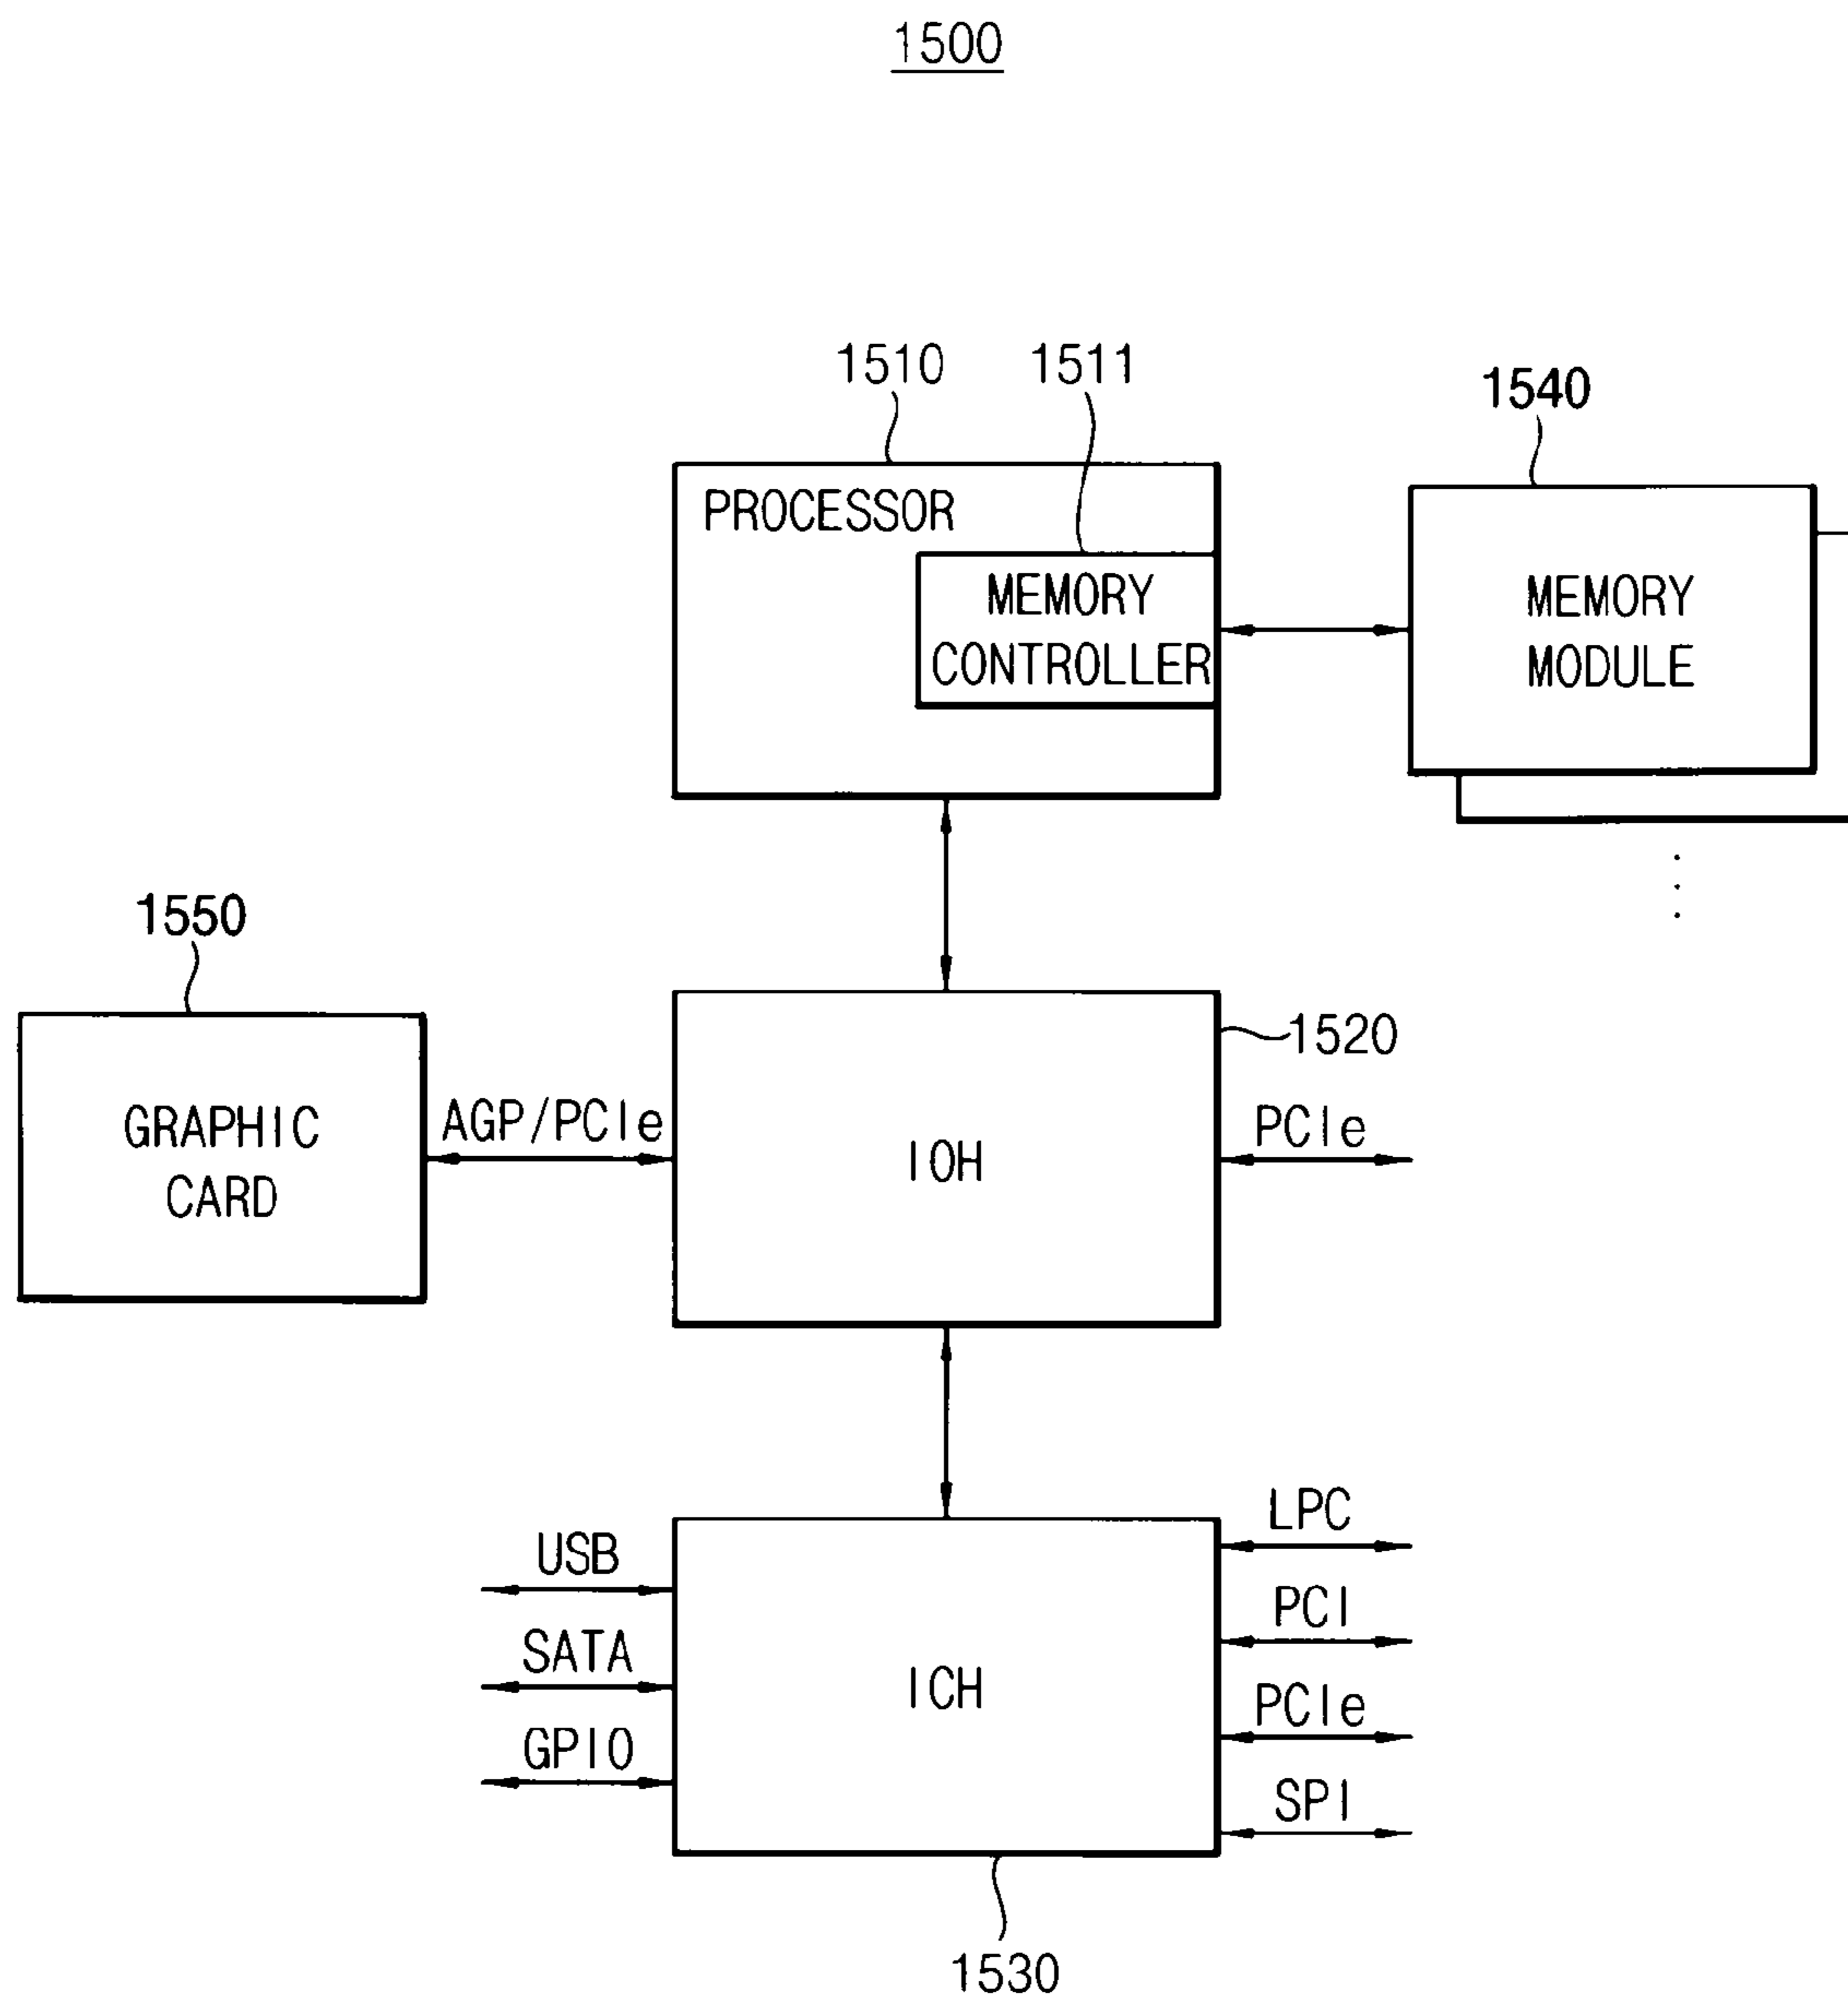 1500
1510
1511
1540
PROCESSOR
MEMORY
CONTROLLER
MEMORY
MODULE
1550
1520
GRAPHIC
CARD
AGP/PCIe
IOH
PCIe
USB
SATA
GPIO
ICH
LPC
PCI
PCIe
SPI
1530